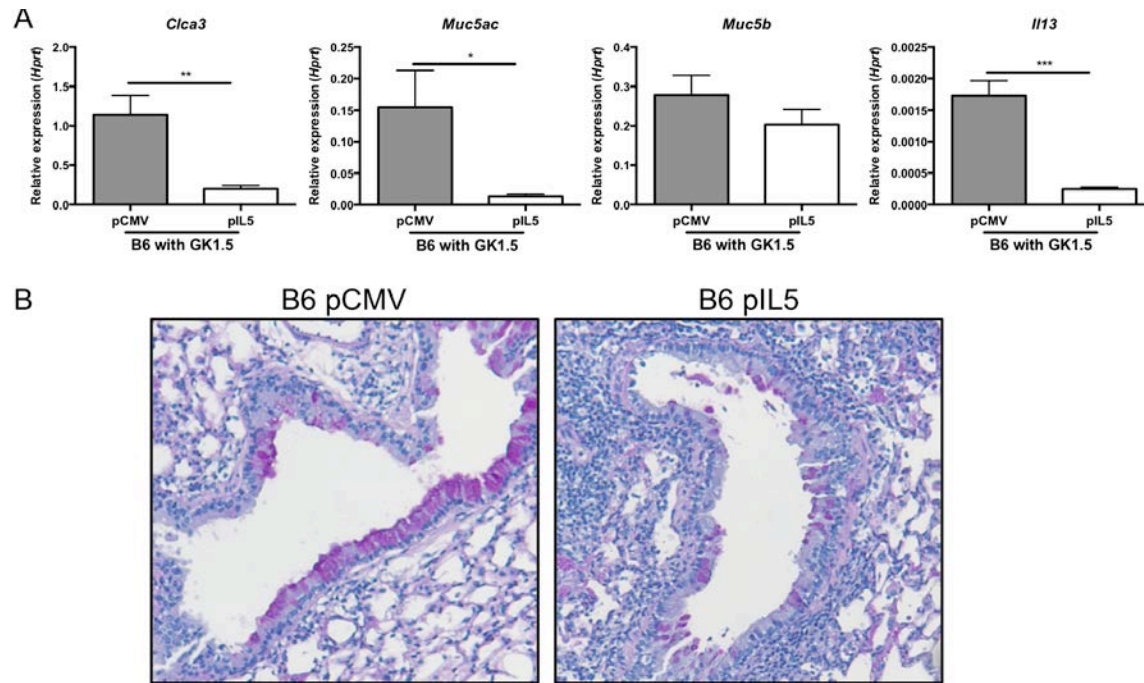 A
Clca3
Muc5ac
Muc5b
Il13
Relative expression (Hprt)
2.0
1.5
1.0
0.5
0.0
**
pCMV
pIL5
B6 with GK1.5
Relative expression (Hprt)
0.25
0.20
0.15
0.10
0.05
0.00
*
pCMV
pIL5
B6 with GK1.5
Relative expression (Hprt)
0.4
0.3
0.2
0.1
0.0
pCMV
pIL5
B6 with GK1.5
Relative expression (Hprt)
0.0025
0.0020
0.0015
0.0010
0.0005
0.0000
***
pCMV
pIL5
B6 with GK1.5
B
B6 pCMV
B6 pIL5